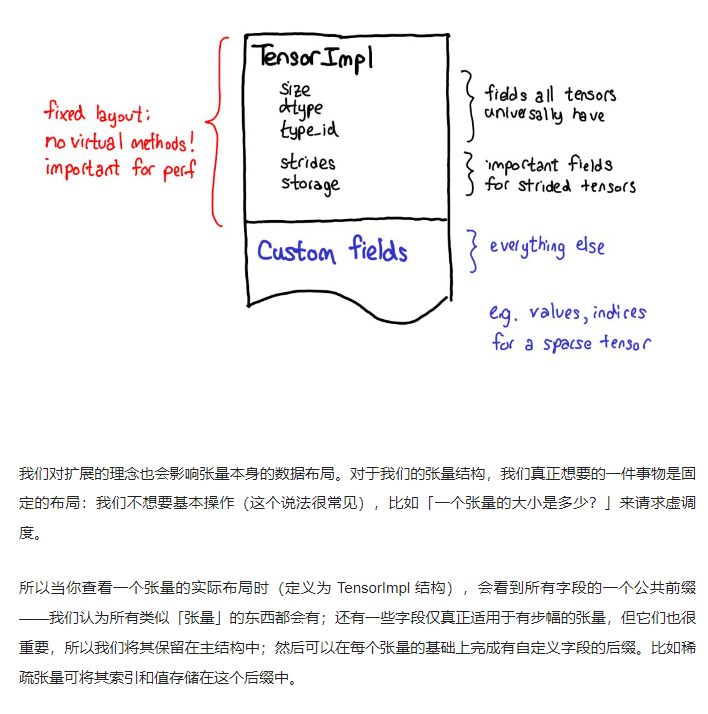 TensorImpl
size
dtype
type_id
strides
storage
fixed layout:
no virtual methods!
important for perf
fields all tensors
universally have
important fields
for strided tensors
Custom fields
everything else
e.g. values, indices
for a sparse tensor
我们对扩展的理念也会影响张量本身的数据布局。对于我们的张量结构，我们真正想要的一件事物是固
定的布局：我们不想要基本操作（这个说法很常见），比如「一个张量的大小是多少？」来请求虚调
度。
所以当你查看一个张量的实际布局时（定义为 TensorImpl 结构），会看到所有字段的一个公共前缀
——我们认为所有类似「张量」的东西都会有；还有一些字段仅真正适用于有步幅的张量，但它们也很
重要，所以我们将其保留在主结构中；然后可以在每个张量的基础上完成有自定义字段的后缀。比如稀
疏张量可将其索引和值存储在这个后缀中。